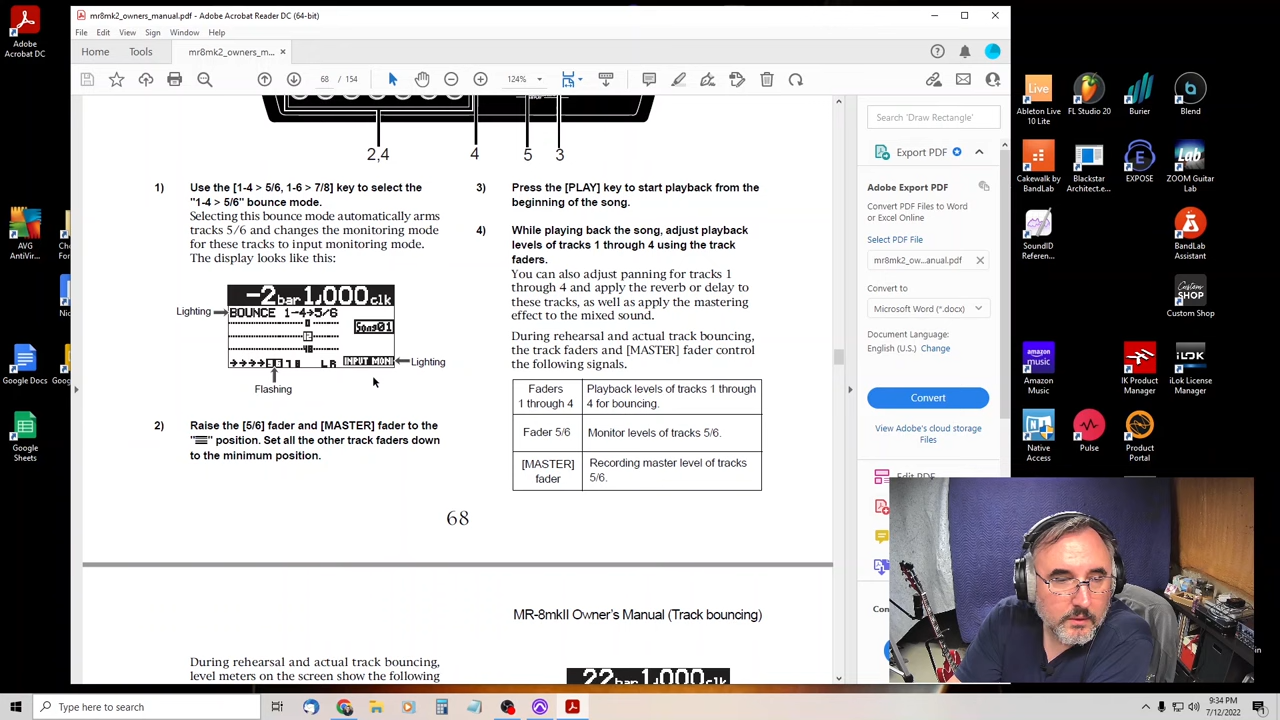 Adobe
Acrobat DC
AVG
AntiVir...
Google Docs
Google
Sheets
mr8mk2_owners_manual.pdf - Adobe Acrobat Reader DC (64-bit)
File Edit View Sign Window Help
Home Tools mr8mk2_owners_m... ×
68 / 154 124%
2,4 4 5 3
1) Use the [1-4 > 5/6, 1-6 > 7/8] key to select the
"1-4 > 5/6" bounce mode.
Selecting this bounce mode automatically arms
tracks 5/6 and changes the monitoring mode
for these tracks to input monitoring mode.
The display looks like this:
-2bar 1,000clk
Lighting
BOUNCE 1→4→5/6
Song01
L R INPUT MONI
Lighting
Flashing
2) Raise the [5/6] fader and [MASTER] fader to the
" " position. Set all the other track faders down
to the minimum position.
3) Press the [PLAY] key to start playback from the
beginning of the song.
4) While playing back the song, adjust playback
levels of tracks 1 through 4 using the track
faders.
You can also adjust panning for tracks 1
through 4 and apply the reverb or delay to
these tracks, as well as apply the mastering
effect to the mixed sound.
During rehearsal and actual track bouncing,
the track faders and [MASTER] fader control
the following signals.
Faders
1 through 4
Playback levels of tracks 1 through
4 for bouncing.
Fader 5/6
Monitor levels of tracks 5/6.
[MASTER]
fader
Recording master level of tracks
5/6.
68
MR-8mkII Owner's Manual (Track bouncing)
During rehearsal and actual track bouncing,
level meters on the screen show the following
22bar 1,000clk
Search 'Draw Rectangle'
Export PDF
Adobe Export PDF
Convert PDF Files to Word
or Excel Online
Select PDF File
mr8mk2_ow...anual.pdf ×
Convert to
Microsoft Word (*.docx)
Document Language:
English (U.S.) Change
Convert
View Adobe's cloud storage
Files
Edit PDF
Ableton Live
10 Lite
FL Studio 20
Burier
Blend
Cakewalk by
BandLab
Blackstar
Architect.e...
EXPOSE
ZOOM Guitar
Lab
SoundID
Referen...
BandLab
Assistant
Custom
Shop
Amazon
Music
IK Product
Manager
iLok License
Manager
Native
Access
Pulse
Product
Portal
Type here to search
9:34 PM
7/12/2022